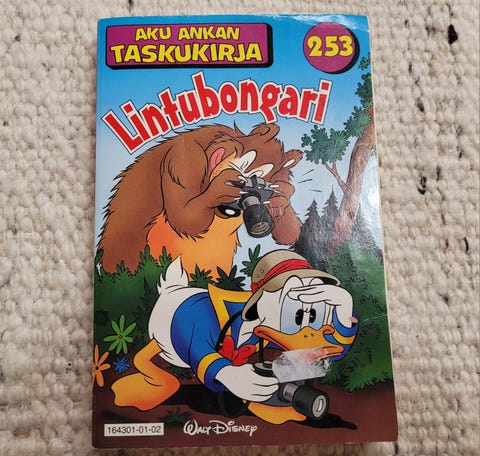 AKU ANKAN
TASKUKIRJA
253
Lintubongari
164301-01-02
WALT DISNEY